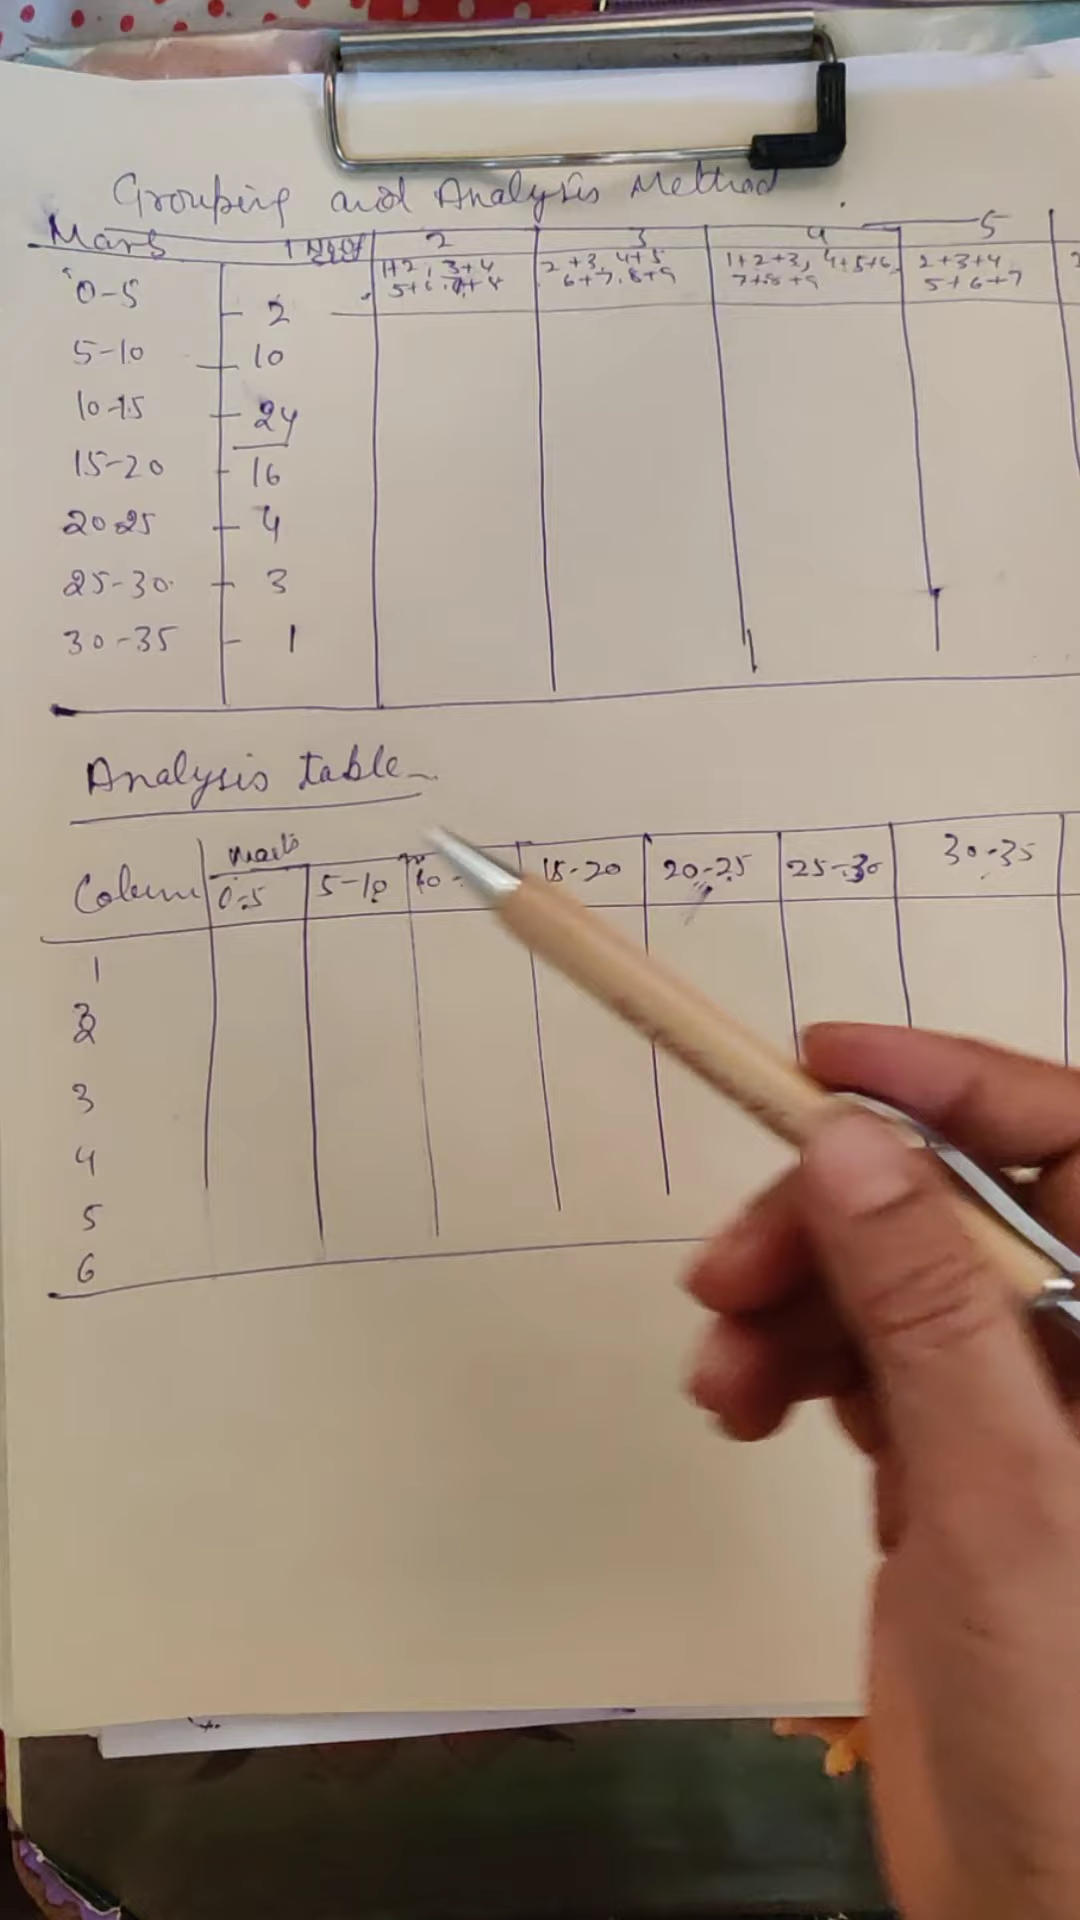 Grouping and Analysis Method
Marks 1 2 3 4 5
1+2, 3+4 2+3, 4+5 1+2+3, 4+5+6, 2+3+4
5+6 6+7, 8+9 7+8+9 5+6+7
0-5 2
5-10 10
10-15 24
15-20 16
20-25 4
25-30 3
30-35 1
Analysis table
Marks
Column 0-5 5-10 10- 15-20 20-25 25-30 30-35
1
2
3
4
5
6